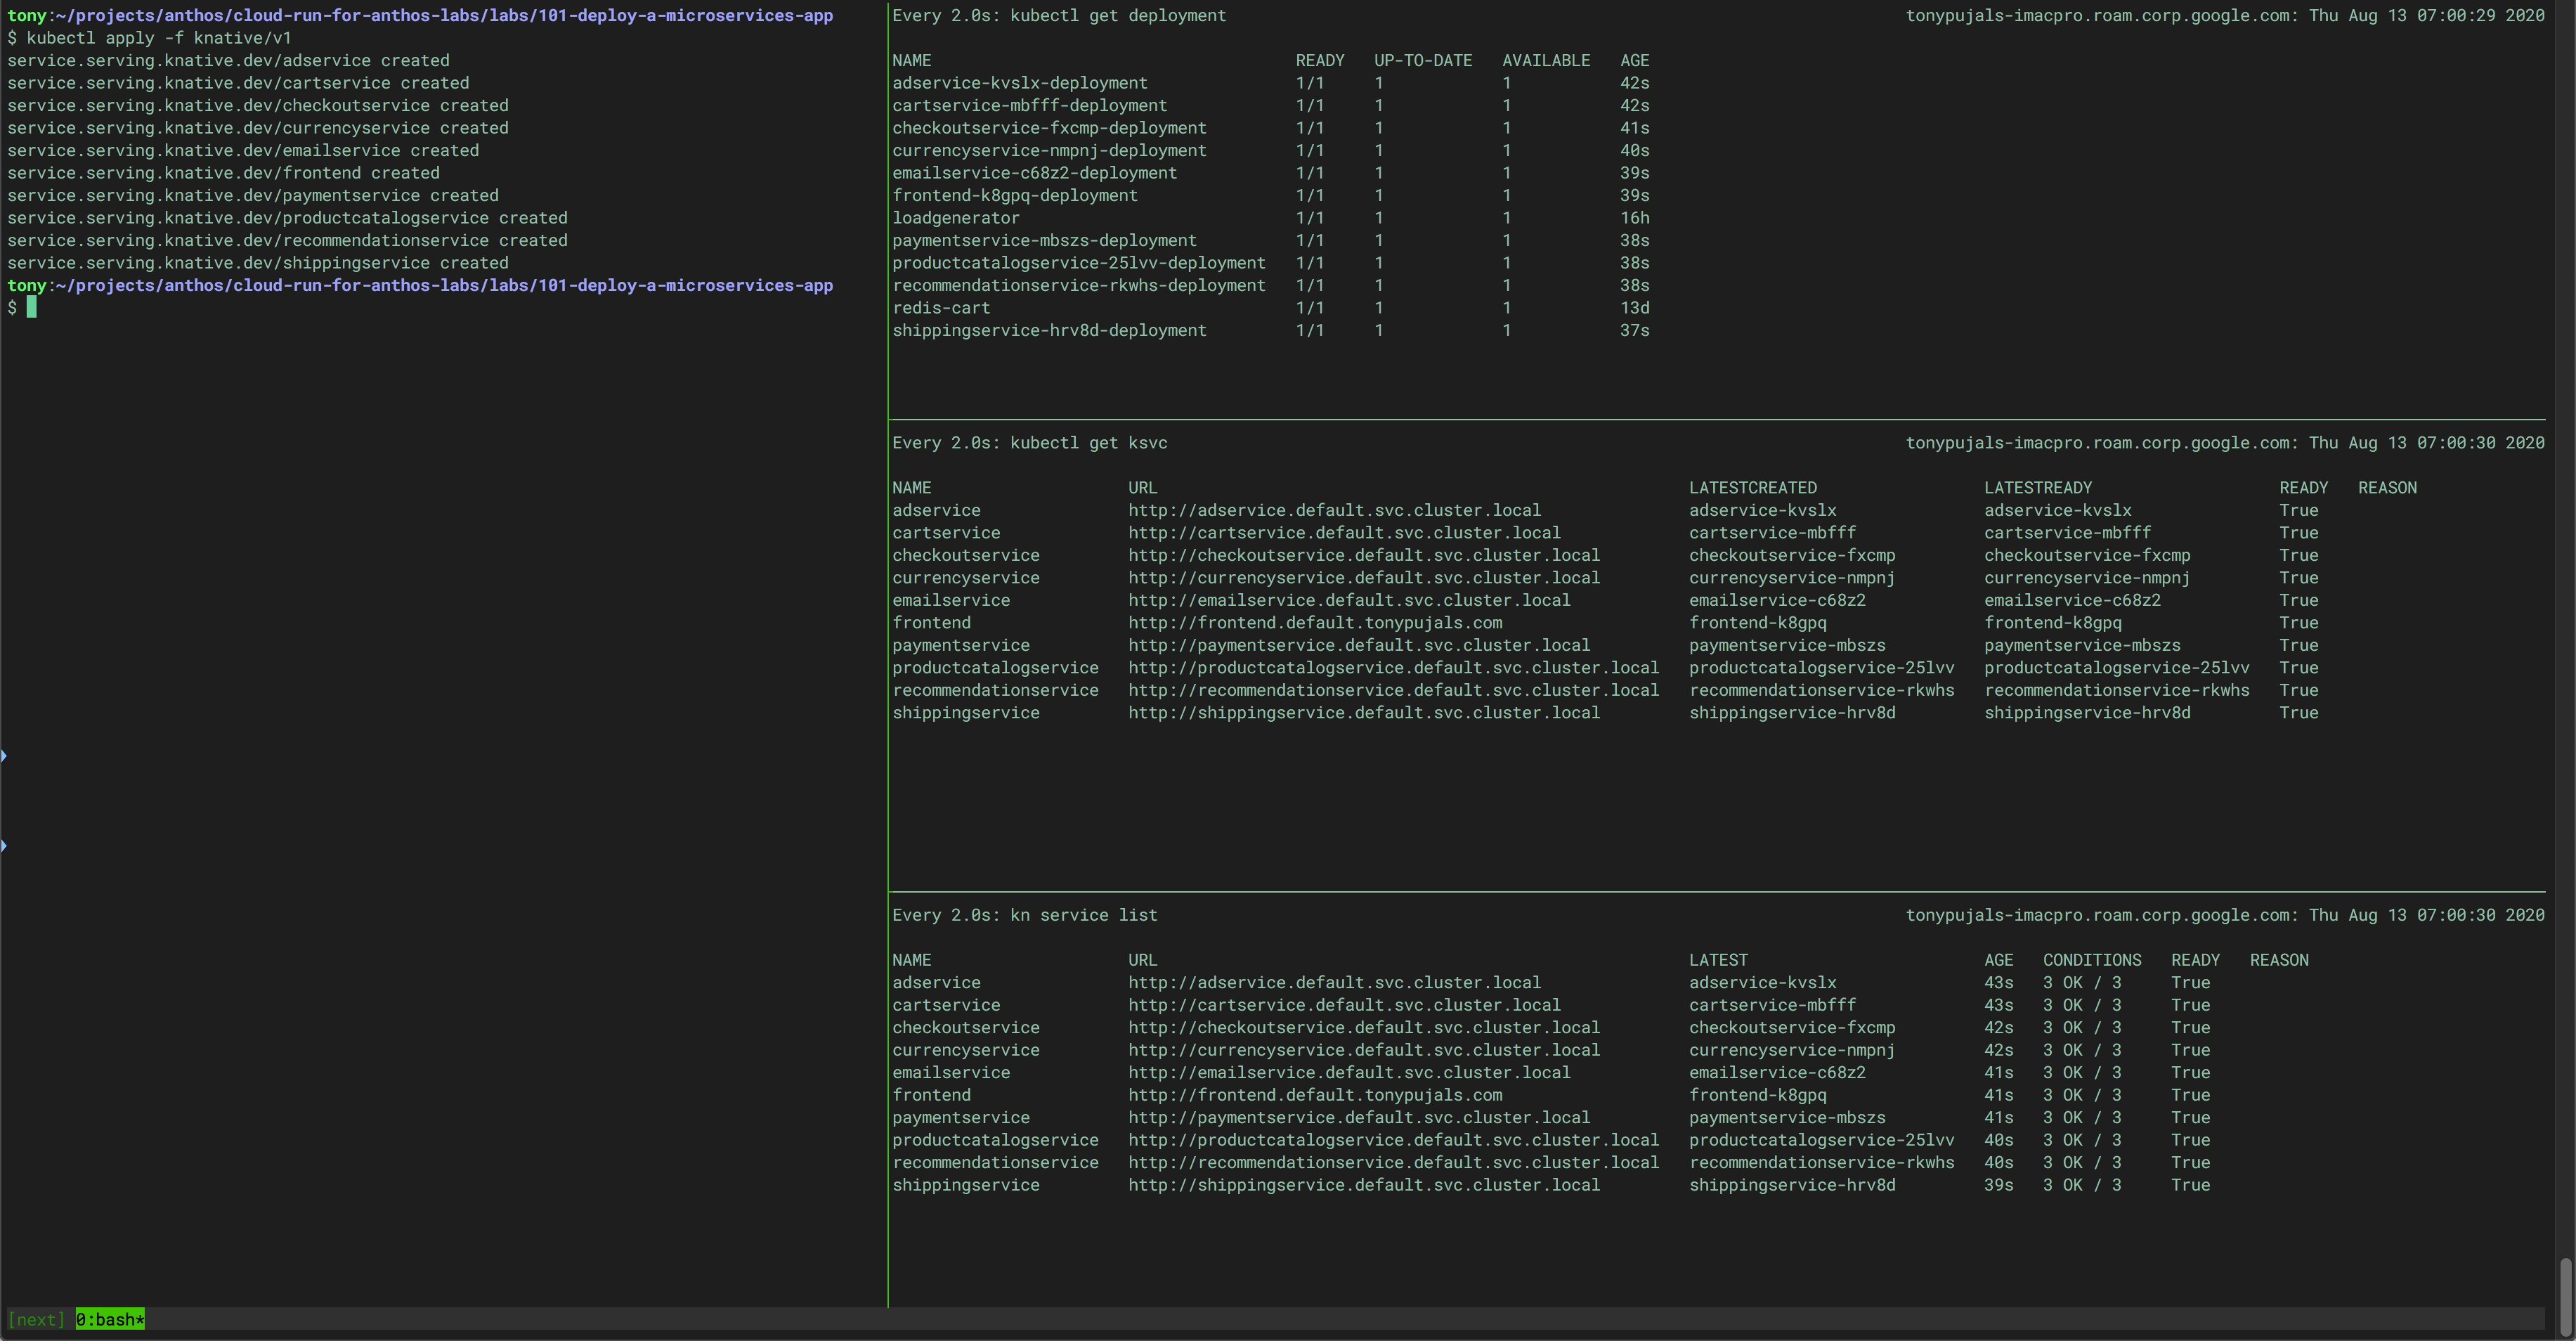 tony:~/projects/anthos/cloud-run-for-anthos-labs/labs/101-deploy-a-microservices-app
$ kubectl apply -f knative/v1
service.serving.knative.dev/adservice created
service.serving.knative.dev/cartservice created
service.serving.knative.dev/checkoutservice created
service.serving.knative.dev/currencyservice created
service.serving.knative.dev/emailservice created
service.serving.knative.dev/frontend created
service.serving.knative.dev/paymentservice created
service.serving.knative.dev/productcatalogservice created
service.serving.knative.dev/recommendationservice created
service.serving.knative.dev/shippingservice created
tony:~/projects/anthos/cloud-run-for-anthos-labs/labs/101-deploy-a-microservices-app
$
Every 2.0s: kubectl get deployment tonypujals-imacpro.roam.corp.google.com: Thu Aug 13 07:00:29 2020
NAME READY UP-TO-DATE AVAILABLE AGE
adservice-kvslx-deployment 1/1 1 1 42s
cartservice-mbfff-deployment 1/1 1 1 42s
checkoutservice-fxcmp-deployment 1/1 1 1 41s
currencyservice-nmpnj-deployment 1/1 1 1 40s
emailservice-c68z2-deployment 1/1 1 1 39s
frontend-k8gpq-deployment 1/1 1 1 39s
loadgenerator 1/1 1 1 16h
paymentservice-mbszs-deployment 1/1 1 1 38s
productcatalogservice-25lvv-deployment 1/1 1 1 38s
recommendationservice-rkwhs-deployment 1/1 1 1 38s
redis-cart 1/1 1 1 13d
shippingservice-hrv8d-deployment 1/1 1 1 37s
Every 2.0s: kubectl get ksvc tonypujals-imacpro.roam.corp.google.com: Thu Aug 13 07:00:30 2020
NAME URL LATESTCREATED LATESTREADY READY REASON
adservice http://adservice.default.svc.cluster.local adservice-kvslx adservice-kvslx True
cartservice http://cartservice.default.svc.cluster.local cartservice-mbfff cartservice-mbfff True
checkoutservice http://checkoutservice.default.svc.cluster.local checkoutservice-fxcmp checkoutservice-fxcmp True
currencyservice http://currencyservice.default.svc.cluster.local currencyservice-nmpnj currencyservice-nmpnj True
emailservice http://emailservice.default.svc.cluster.local emailservice-c68z2 emailservice-c68z2 True
frontend http://frontend.default.tonypujals.com frontend-k8gpq frontend-k8gpq True
paymentservice http://paymentservice.default.svc.cluster.local paymentservice-mbszs paymentservice-mbszs True
productcatalogservice http://productcatalogservice.default.svc.cluster.local productcatalogservice-25lvv productcatalogservice-25lvv True
recommendationservice http://recommendationservice.default.svc.cluster.local recommendationservice-rkwhs recommendationservice-rkwhs True
shippingservice http://shippingservice.default.svc.cluster.local shippingservice-hrv8d shippingservice-hrv8d True
Every 2.0s: kn service list tonypujals-imacpro.roam.corp.google.com: Thu Aug 13 07:00:30 2020
NAME URL LATEST AGE CONDITIONS READY REASON
adservice http://adservice.default.svc.cluster.local adservice-kvslx 43s 3 OK / 3 True
cartservice http://cartservice.default.svc.cluster.local cartservice-mbfff 43s 3 OK / 3 True
checkoutservice http://checkoutservice.default.svc.cluster.local checkoutservice-fxcmp 42s 3 OK / 3 True
currencyservice http://currencyservice.default.svc.cluster.local currencyservice-nmpnj 42s 3 OK / 3 True
emailservice http://emailservice.default.svc.cluster.local emailservice-c68z2 41s 3 OK / 3 True
frontend http://frontend.default.tonypujals.com frontend-k8gpq 41s 3 OK / 3 True
paymentservice http://paymentservice.default.svc.cluster.local paymentservice-mbszs 41s 3 OK / 3 True
productcatalogservice http://productcatalogservice.default.svc.cluster.local productcatalogservice-25lvv 40s 3 OK / 3 True
recommendationservice http://recommendationservice.default.svc.cluster.local recommendationservice-rkwhs 40s 3 OK / 3 True
shippingservice http://shippingservice.default.svc.cluster.local shippingservice-hrv8d 39s 3 OK / 3 True
[next] 0:bash*